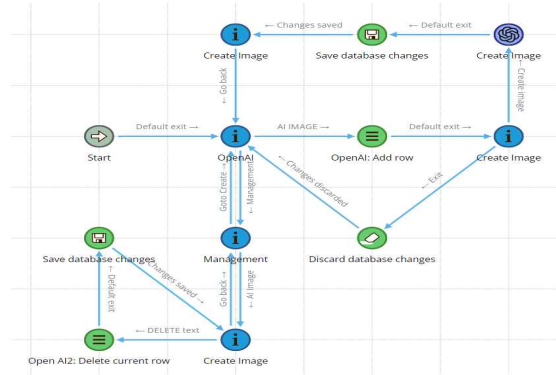 ← Changes saved
← Default exit
Create Image
Save database changes
Create Image
← Go back
← Create image
Default exit →
AI IMAGE →
Default exit →
Start
OpenAI
OpenAI: Add row
Create Image
← Changes discarded
← Exit
Goto Create →
← Management
Save database changes
Management
Discard database changes
← Default exit
Changes saved →
Go back →
← AI Image
← DELETE text
Open AI2: Delete current row
Create Image